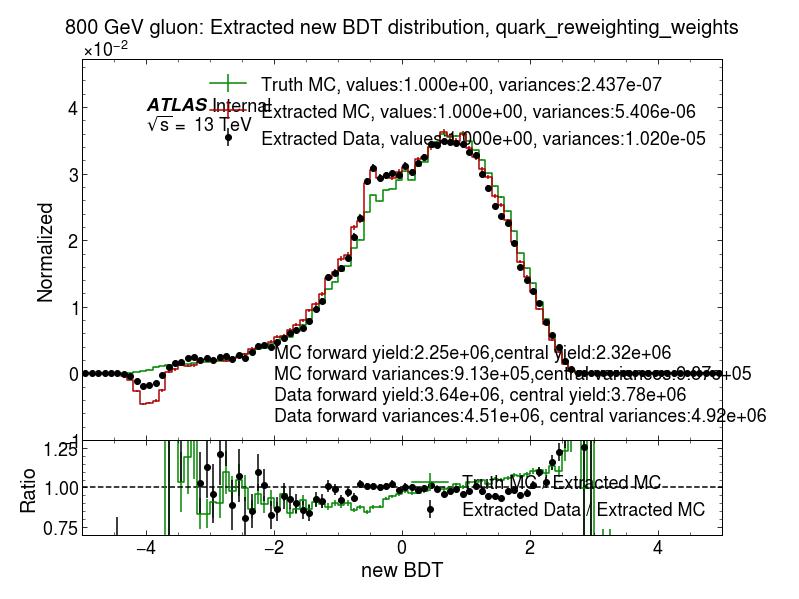 800 GeV gluon: Extracted new BDT distribution, quark_reweighting_weights
×10⁻²
Truth MC, values:1.000e+00, variances:2.437e-07
ATLAS Internal
Extracted MC, values:1.000e+00, variances:5.406e-06
√s = 13 TeV
Extracted Data, values:1.000e+00, variances:1.020e-05
4
3
2
1
0
Normalized
MC forward yield:2.25e+06,central yield:2.32e+06
MC forward variances:9.13e+05,central variances:9.87e+05
Data forward yield:3.64e+06, central yield:3.78e+06
Data forward variances:4.51e+06, central variances:4.92e+06
1.25
1.00
0.75
Ratio
Truth MC / Extracted MC
Extracted Data / Extracted MC
−4 −2 0 2 4
new BDT